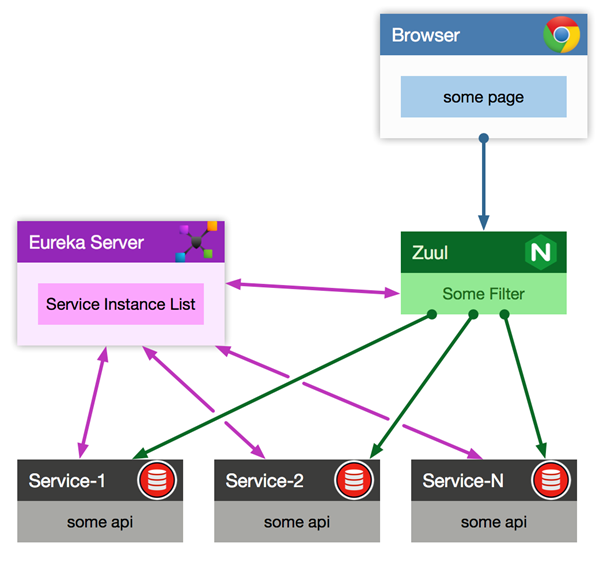 Browser
some page
Eureka Server
Service Instance List
Zuul
N
Some Filter
Service-1
some api
Service-2
some api
Service-N
some api